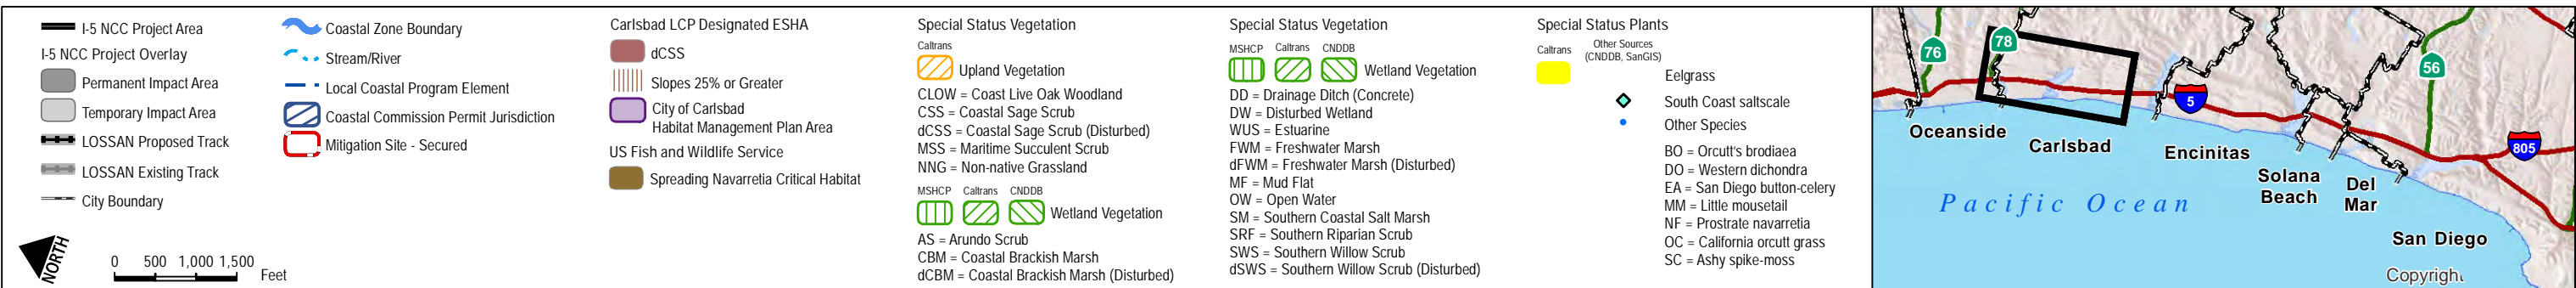 I-5 NCC Project Area
I-5 NCC Project Overlay
Permanent Impact Area
Temporary Impact Area
LOSSAN Proposed Track
LOSSAN Existing Track
City Boundary
NORTH
0 500 1,000 1,500
Feet
Coastal Zone Boundary
Stream/River
Local Coastal Program Element
Coastal Commission Permit Jurisdiction
Mitigation Site - Secured
Carlsbad LCP Designated ESHA
dCSS
Slopes 25% or Greater
City of Carlsbad
Habitat Management Plan Area
US Fish and Wildlife Service
Spreading Navarretia Critical Habitat
Special Status Vegetation
Caltrans
Upland Vegetation
CLOW = Coast Live Oak Woodland
CSS = Coastal Sage Scrub
dCSS = Coastal Sage Scrub (Disturbed)
MSS = Maritime Succulent Scrub
NNG = Non-native Grassland
MSHCP Caltrans CNDDB
Wetland Vegetation
AS = Arundo Scrub
CBM = Coastal Brackish Marsh
dCBM = Coastal Brackish Marsh (Disturbed)
Special Status Vegetation
MSHCP Caltrans CNDDB
Wetland Vegetation
DD = Drainage Ditch (Concrete)
DW = Disturbed Wetland
WUS = Estuarine
FWM = Freshwater Marsh
dFWM = Freshwater Marsh (Disturbed)
MF = Mud Flat
OW = Open Water
SM = Southern Coastal Salt Marsh
SRF = Southern Riparian Scrub
SWS = Southern Willow Scrub
dSWS = Southern Willow Scrub (Disturbed)
Special Status Plants
Caltrans
Other Sources
(CNDDB, SanGIS)
Eelgrass
South Coast saltscale
Other Species
BO = Orcutt's brodiaea
DO = Western dichondra
EA = San Diego button-celery
MM = Little mousetail
NF = Prostrate navarretia
OC = California orcutt grass
SC = Ashy spike-moss
76
78
56
5
805
Oceanside
Carlsbad
Encinitas
Solana
Beach
Del
Mar
San Diego
Pacific Ocean
Copyright